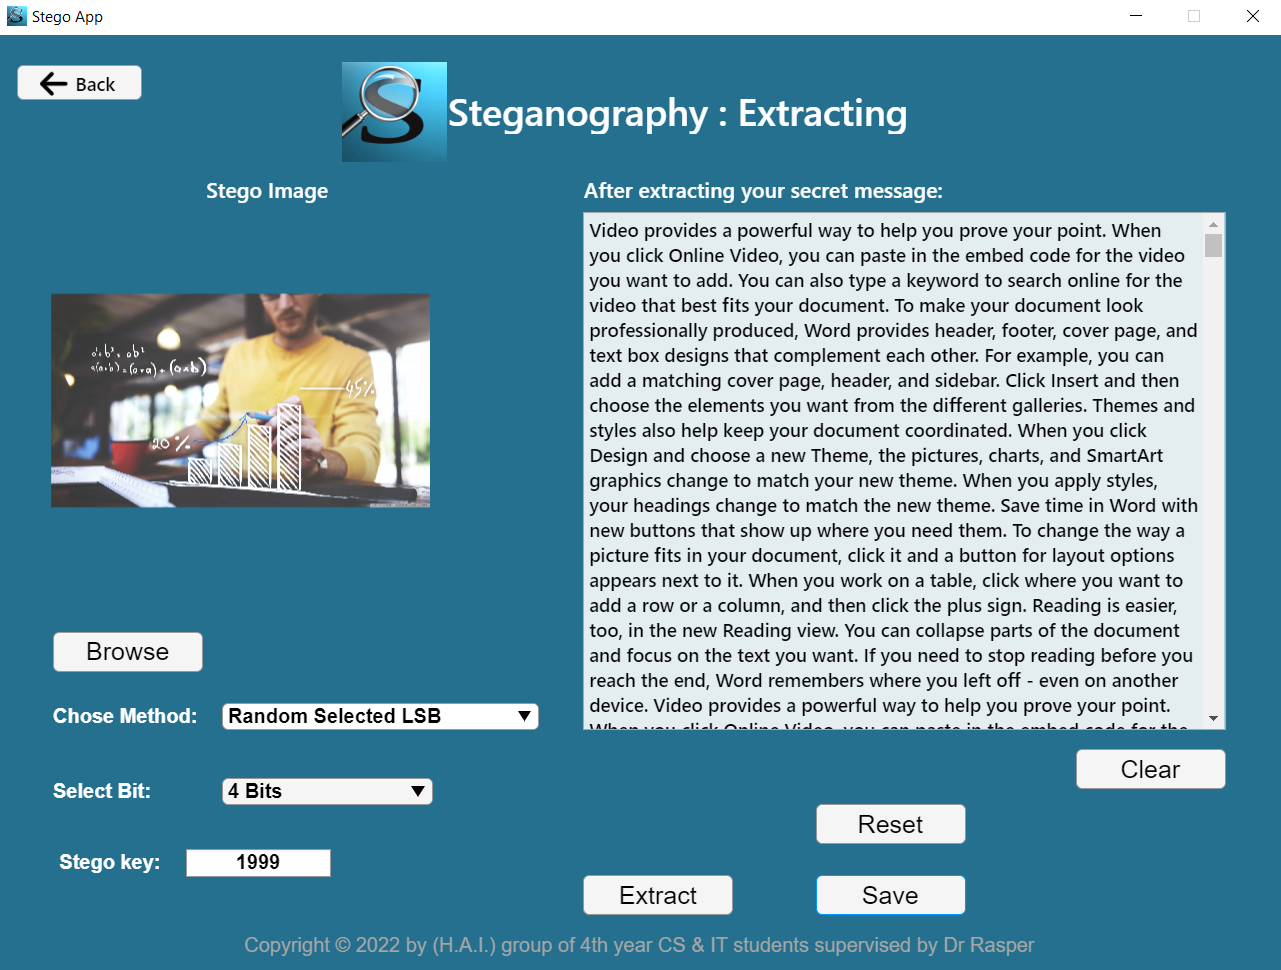 Stego App
Back
Steganography : Extracting
Stego Image
After extracting your secret message:
Video provides a powerful way to help you prove your point. When
you click Online Video, you can paste in the embed code for the video
you want to add. You can also type a keyword to search online for the
video that best fits your document. To make your document look
professionally produced, Word provides header, footer, cover page, and
text box designs that complement each other. For example, you can
add a matching cover page, header, and sidebar. Click Insert and then
choose the elements you want from the different galleries. Themes and
styles also help keep your document coordinated. When you click
Design and choose a new Theme, the pictures, charts, and SmartArt
graphics change to match your new theme. When you apply styles,
your headings change to match the new theme. Save time in Word with
new buttons that show up where you need them. To change the way a
picture fits in your document, click it and a button for layout options
appears next to it. When you work on a table, click where you want to
add a row or a column, and then click the plus sign. Reading is easier,
too, in the new Reading view. You can collapse parts of the document
and focus on the text you want. If you need to stop reading before you
reach the end, Word remembers where you left off - even on another
device. Video provides a powerful way to help you prove your point.
When you click Online Video, you can paste in the embed code for the
45%
20%
Browse
Chose Method: Random Selected LSB
Select Bit: 4 Bits
Stego key: 1999
Clear
Reset
Extract
Save
Copyright © 2022 by (H.A.I.) group of 4th year CS & IT students supervised by Dr Rasper